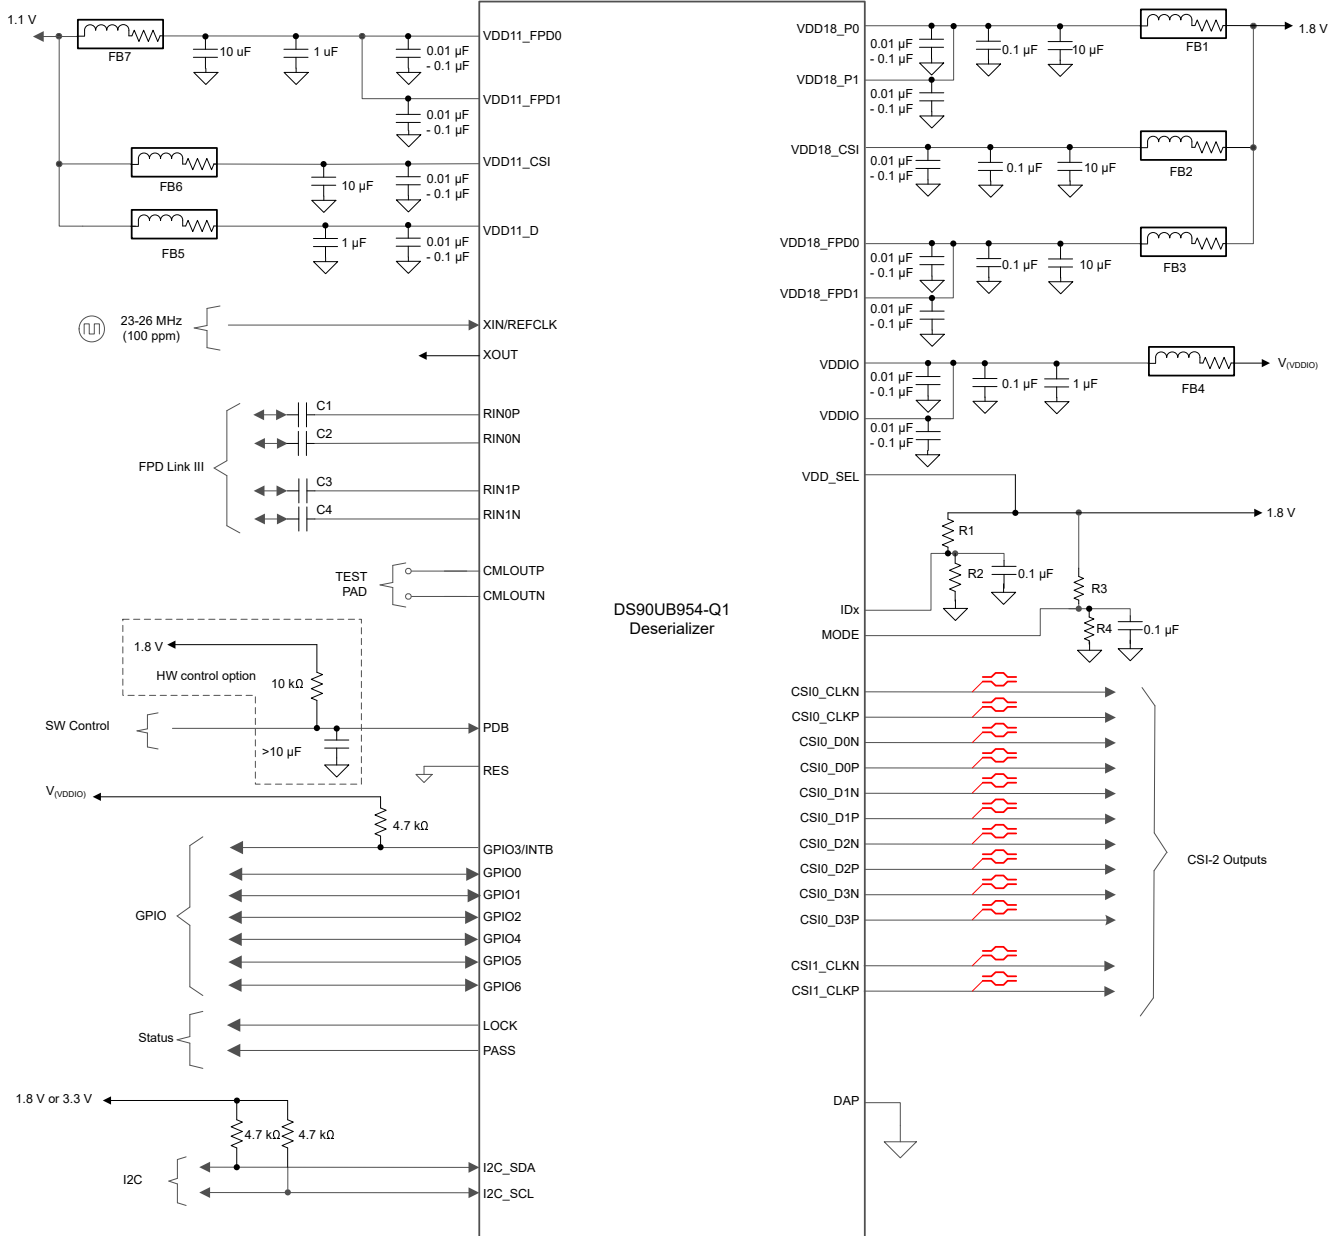 1.1 V
FB7
10 uF
1 uF
0.01 µF
- 0.1 µF
VDD11_FPD0
0.01 µF
- 0.1 µF
VDD11_FPD1
FB6
10 µF
0.01 µF
- 0.1 µF
VDD11_CSI
FB5
1 µF
0.01 µF
- 0.1 µF
VDD11_D
23-26 MHz
(100 ppm)
XIN/REFCLK
XOUT
FPD Link III
C1
RIN0P
C2
RIN0N
C3
RIN1P
C4
RIN1N
TEST
PAD
CMLOUTP
CMLOUTN
1.8 V
HW control option
10 kΩ
SW Control
>10 µF
PDB
RES
V(VDDIO)
4.7 kΩ
GPIO3/INTB
GPIO0
GPIO1
GPIO
GPIO2
GPIO4
GPIO5
GPIO6
LOCK
Status
PASS
1.8 V or 3.3 V
4.7 kΩ
4.7 kΩ
I2C
I2C_SDA
I2C_SCL
DS90UB954-Q1
Deserializer
VDD18_P0
0.01 µF
- 0.1 µF
0.1 µF
10 µF
FB1
1.8 V
VDD18_P1
0.01 µF
- 0.1 µF
VDD18_CSI
0.01 µF
- 0.1 µF
0.1 µF
10 µF
FB2
VDD18_FPD0
0.01 µF
- 0.1 µF
0.1 µF
10 µF
FB3
VDD18_FPD1
0.01 µF
- 0.1 µF
VDDIO
0.01 µF
- 0.1 µF
0.1 µF
1 µF
FB4
V(VDDIO)
VDDIO
0.01 µF
- 0.1 µF
VDD_SEL
1.8 V
R1
R2
0.1 µF
R3
IDx
MODE
R4
0.1 µF
CSI0_CLKN
CSI0_CLKP
CSI0_D0N
CSI0_D0P
CSI0_D1N
CSI0_D1P
CSI0_D2N
CSI0_D2P
CSI0_D3N
CSI0_D3P
CSI1_CLKN
CSI1_CLKP
CSI-2 Outputs
DAP